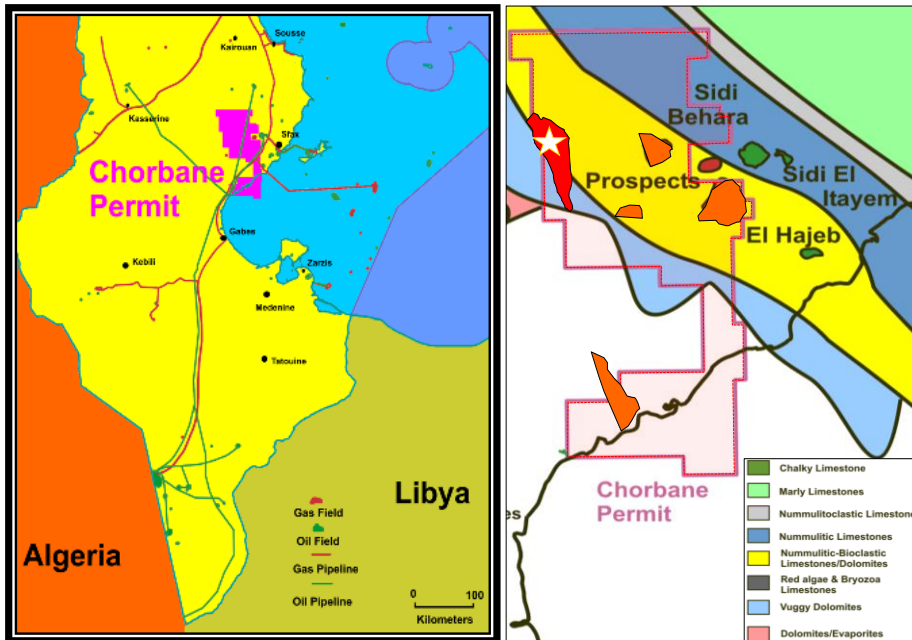 Sousse
Kairouan
Kasserine
Sfax
Chorbane
Permit
Gabes
Kebili
Zarzis
Medenine
Tatouine
Libya
Algeria
Gas Field
Oil Field
Gas Pipeline
Oil Pipeline
0 100
Kilometers
Sidi
Behara
Prospects
Sidi El
Itayem
El Hajeb
Chorbane
Permit
es
Chalky Limestone
Marly Limestones
Nummulitoclastic Limestone
Nummulitic Limestones
Nummulitic-Bioclastic
Limestones/Dolomites
Red algae & Bryozoa
Limestones
Vuggy Dolomites
Dolomites/Evaporites